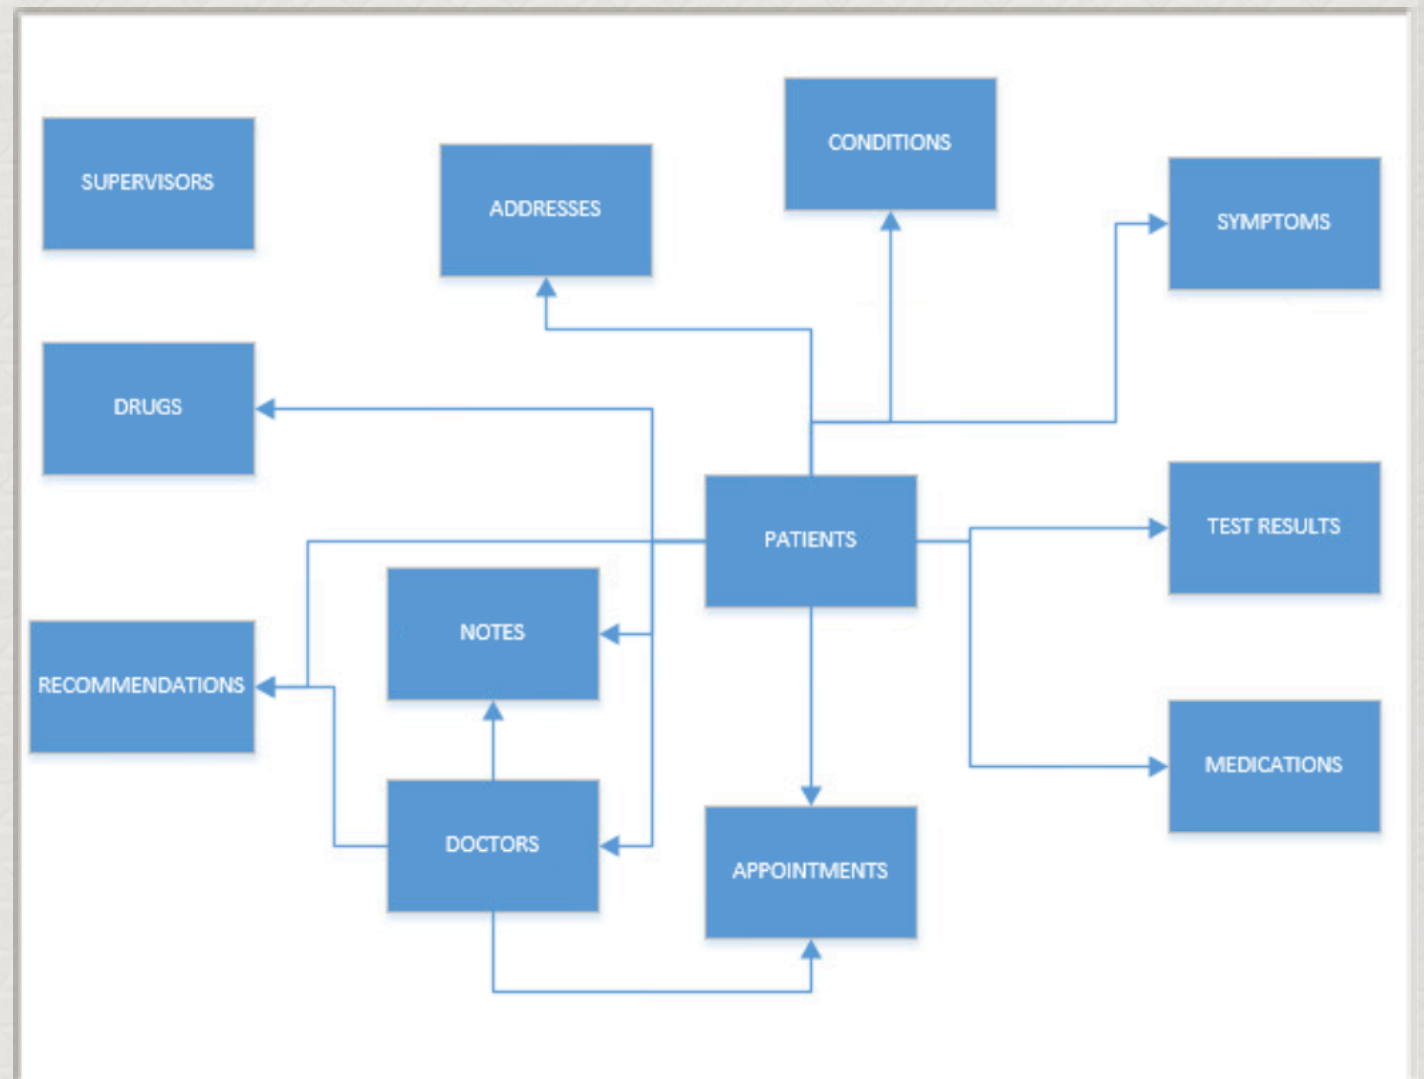 CONDITIONS
SUPERVISORS
ADDRESSES
SYMPTOMS
DRUGS
PATIENTS
TEST RESULTS
NOTES
RECOMMENDATIONS
MEDICATIONS
DOCTORS
APPOINTMENTS